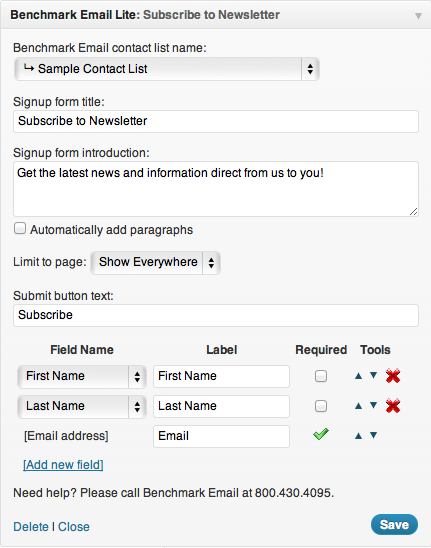 Benchmark Email Lite: Subscribe to Newsletter
Benchmark Email contact list name:
↳ Sample Contact List
Signup form title:
Subscribe to Newsletter
Signup form introduction:
Get the latest news and information direct from us to you!
Automatically add paragraphs
Limit to page: Show Everywhere
Submit button text:
Subscribe
Field Name Label Required Tools
First Name First Name
Last Name Last Name
[Email address] Email
[Add new field]
Need help? Please call Benchmark Email at 800.430.4095.
Delete | Close Save